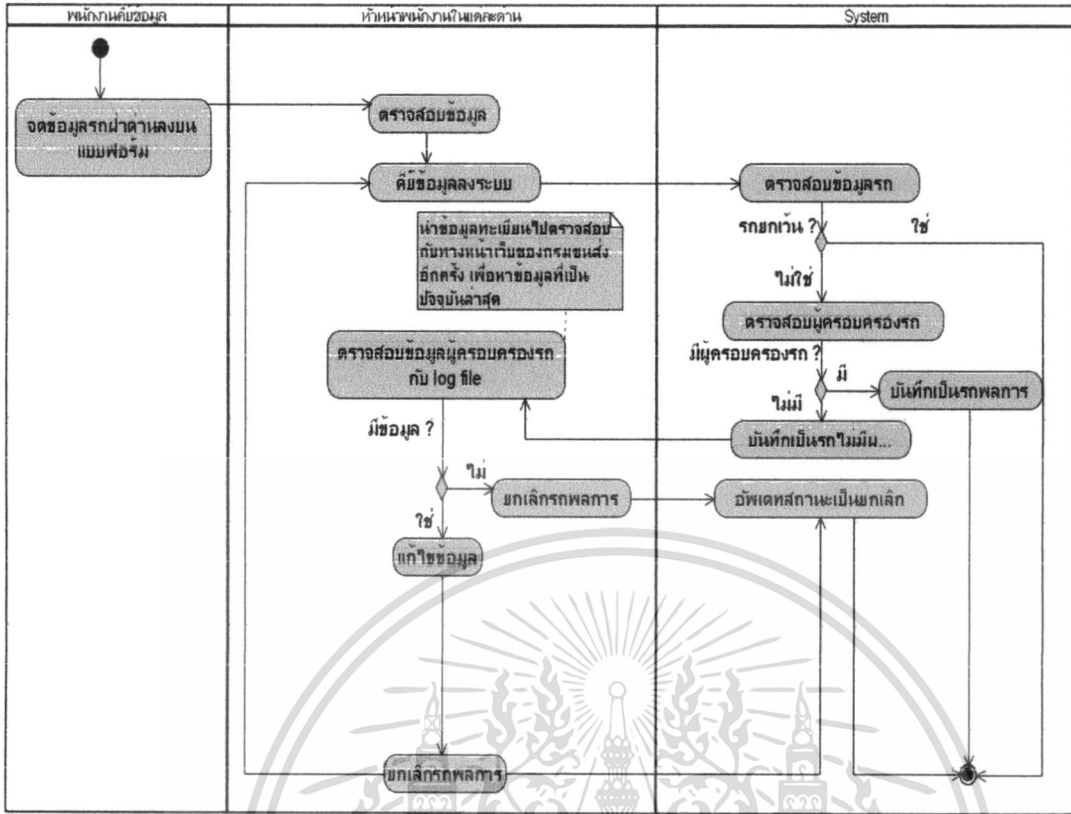 พนักงานคีย์ข้อมูล
หัวหน้าพนักงานในแต่ละด่าน
System
จดข้อมูลรถฝ่าด่านลงบน
แบบฟอร์ม
ตรวจสอบข้อมูล
คีย์ข้อมูลลงระบบ
ตรวจสอบข้อมูลรถ
รถยกเว้น ?
ใช่
ไม่ใช่
นำข้อมูลทะเบียนไปตรวจสอบ
กับทางหน้าเว็บของกรมขนส่ง
อีกครั้ง เพื่อหาข้อมูลที่เป็น
ปัจจุบันล่าสุด
ตรวจสอบผู้ครอบครองรถ
มีผู้ครอบครองรถ ?
มี
บันทึกเป็นรถพลการ
ไม่มี
บันทึกเป็นรถไม่มีผ...
ตรวจสอบข้อมูลผู้ครอบครองรถ
กับ log file
มีข้อมูล ?
ไม่
ยกเลิกรถพลการ
อัพเดทสถานะเป็นยกเลิก
ใช่
แก้ไขข้อมูล
ยกเลิกรถพลการ